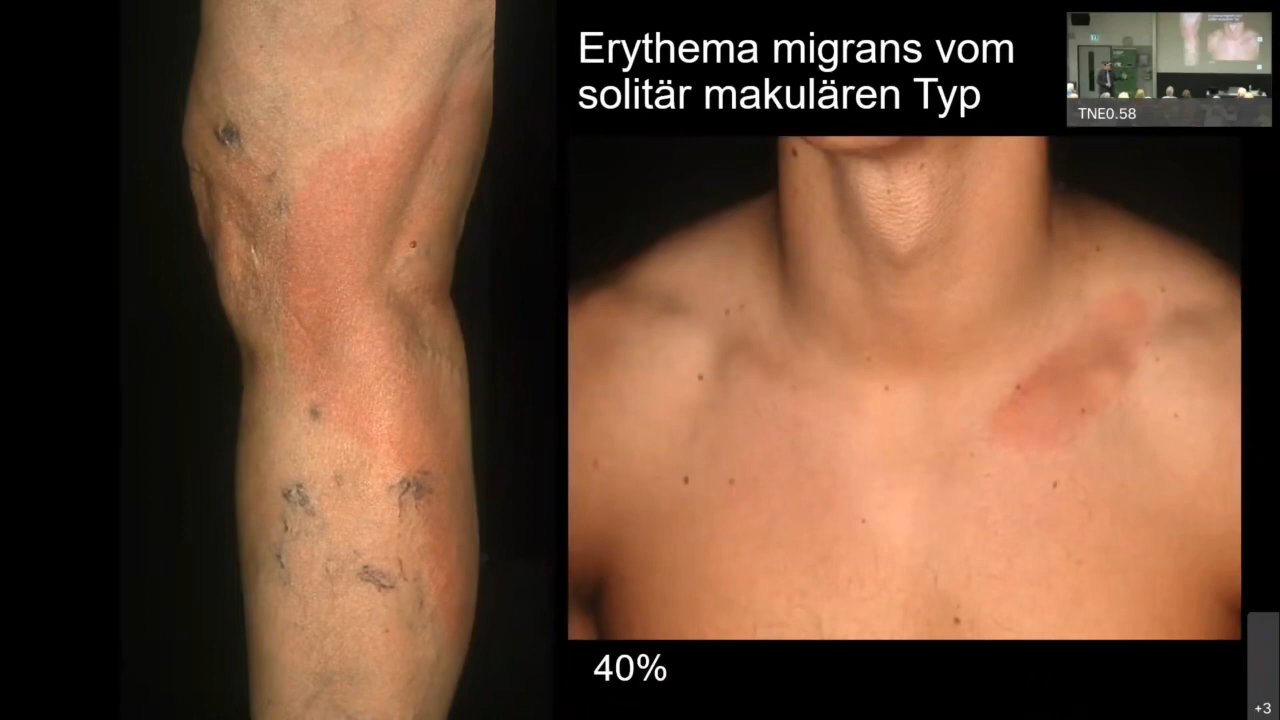 Erythema migrans vom
solitär makulären Typ
TNE0.58
40%
+3